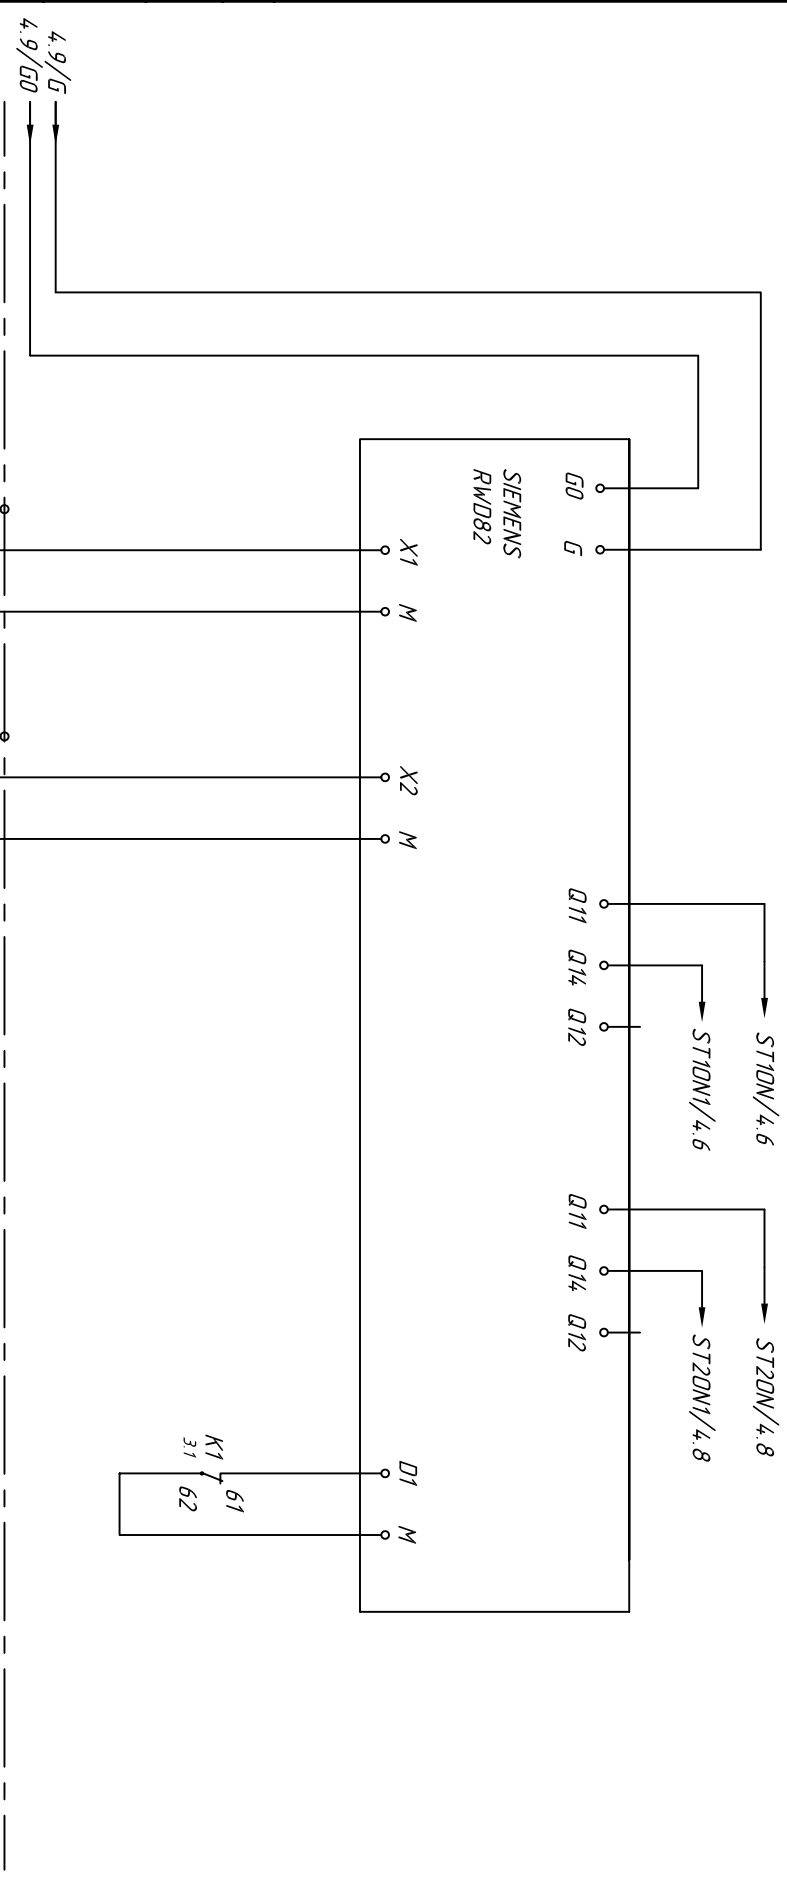 4.9/G
4.9/G0
ST1ON/4.6
ST1ON1/4.6
ST2ON/4.8
ST2ON1/4.8
G0
G
Q11
Q14
Q12
Q11
Q14
Q12
SIEMENS
RWD82
X1
M
X2
M
D1
M
K1
3.1
61
62